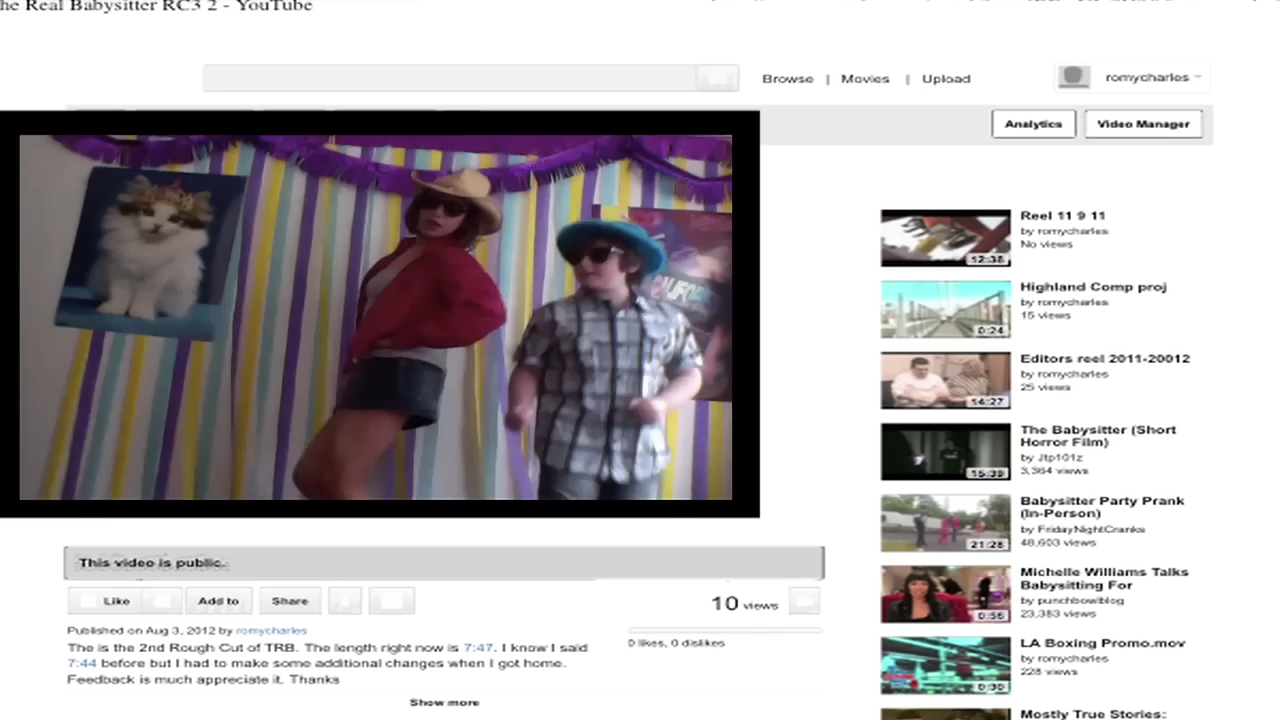 he Real Babysitter RC3 2 - YouTube
Browse | Movies | Upload
romycharles
Analytics
Video Manager
CALIFOR
Reel 11 9 11
by romycharles
No views
12:38
Highland Comp proj
by romycharles
15 views
0:24
Editors reel 2011-20012
by romycharles
25 views
14:27
The Babysitter (Short
Horror Film)
by Jtp101z
3,364 views
15:39
Babysitter Party Prank
(In-Person)
by FridayNightCranks
48,603 views
21:28
Michelle Williams Talks
Babysitting For
by punchbowlblog
23,383 views
0:56
LA Boxing Promo.mov
by romycharles
228 views
0:30
Mostly True Stories:
This video is public.
Like
Add to
Share
10 views
Published on Aug 3, 2012 by romycharles
0 likes, 0 dislikes
The is the 2nd Rough Cut of TRB. The length right now is 7:47. I know I said
7:44 before but I had to make some additional changes when I got home.
Feedback is much appreciate it. Thanks
Show more